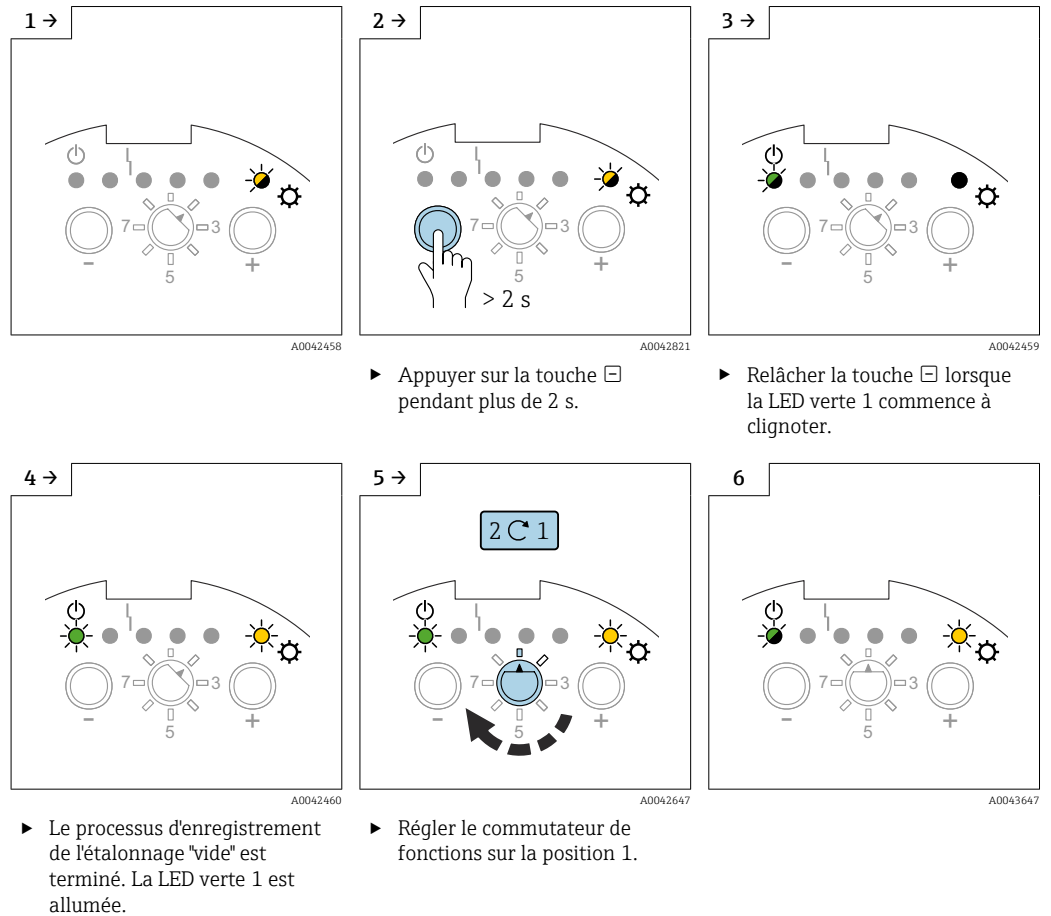 1 →
7
3
5
-
+
A0042458
2 →
7
3
5
+
> 2 s
A0042821
▶ Appuyer sur la touche ⊟
pendant plus de 2 s.
3 →
7
3
5
-
+
A0042459
▶ Relâcher la touche ⊟ lorsque
la LED verte 1 commence à
clignoter.
4 →
7
3
5
-
+
A0042460
▶ Le processus d'enregistrement
de l'étalonnage "vide" est
terminé. La LED verte 1 est
allumée.
5 →
2 1
7
3
5
-
+
A0042647
▶ Régler le commutateur de
fonctions sur la position 1.
6
7
3
5
-
+
A0043647